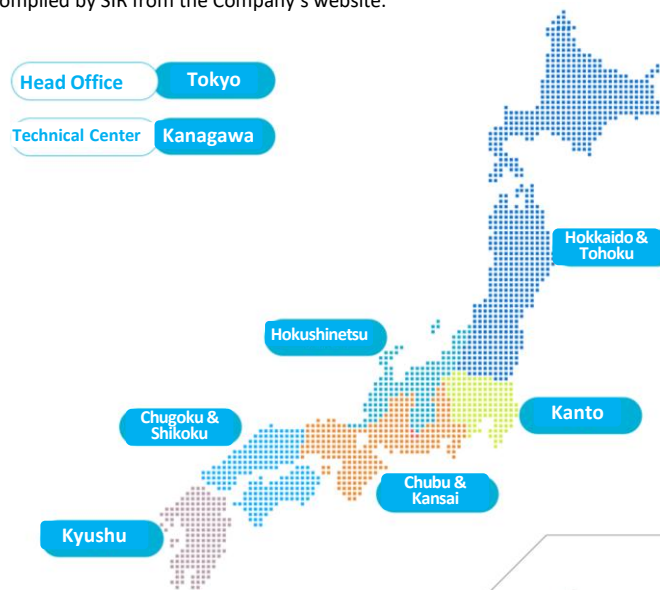 ompiled by SIR from the Company's website.
Head Office
Tokyo
Technical Center
Kanagawa
Hokkaido &
Tohoku
Hokushinetsu
Kanto
Chugoku &
Shikoku
Chubu &
Kansai
Kyushu